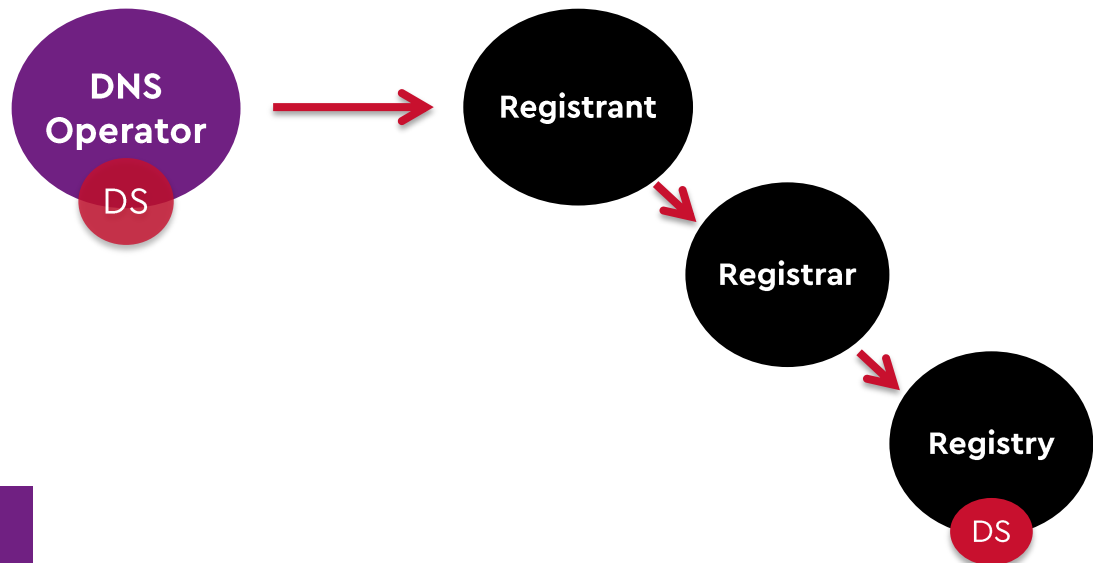 DNS
Operator
DS
Registrant
Registrar
Registry
DS